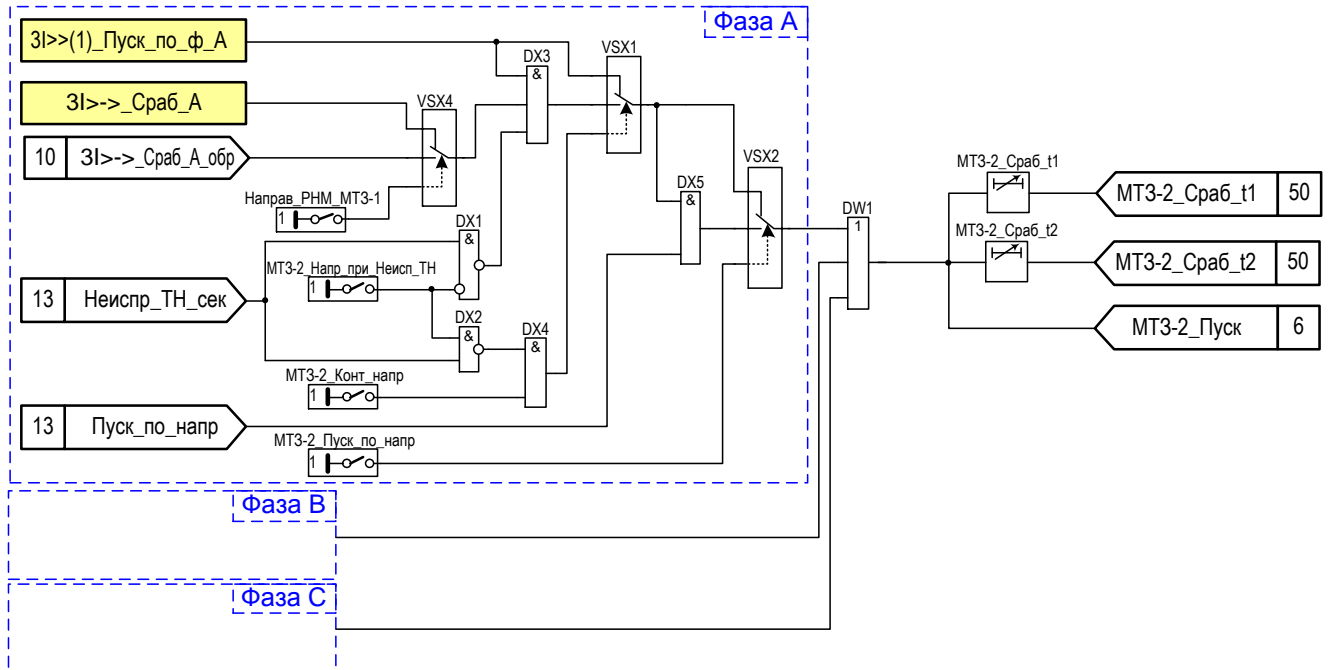 Фаза А
3I>>(1)_Пуск_по_ф_А
DX3
&
VSX1
3I>->_Сраб_А
VSX4
10 3I>->_Сраб_А_обр
VSX2
МТЗ-2_Сраб_t1
МТЗ-2_Сраб_t1 50
Направ_РНМ_МТЗ-1
1
DX5
&
DW1
1
DX1
&
МТЗ-2_Сраб_t2
МТЗ-2_Сраб_t2 50
МТЗ-2_Напр_при_Неисп_ТН
1
13 Неиспр_ТН_сек
DX2
&
DX4
&
МТЗ-2_Пуск 6
МТЗ-2_Конт_напр
1
13 Пуск_по_напр
МТЗ-2_Пуск_по_напр
1
Фаза В
Фаза С